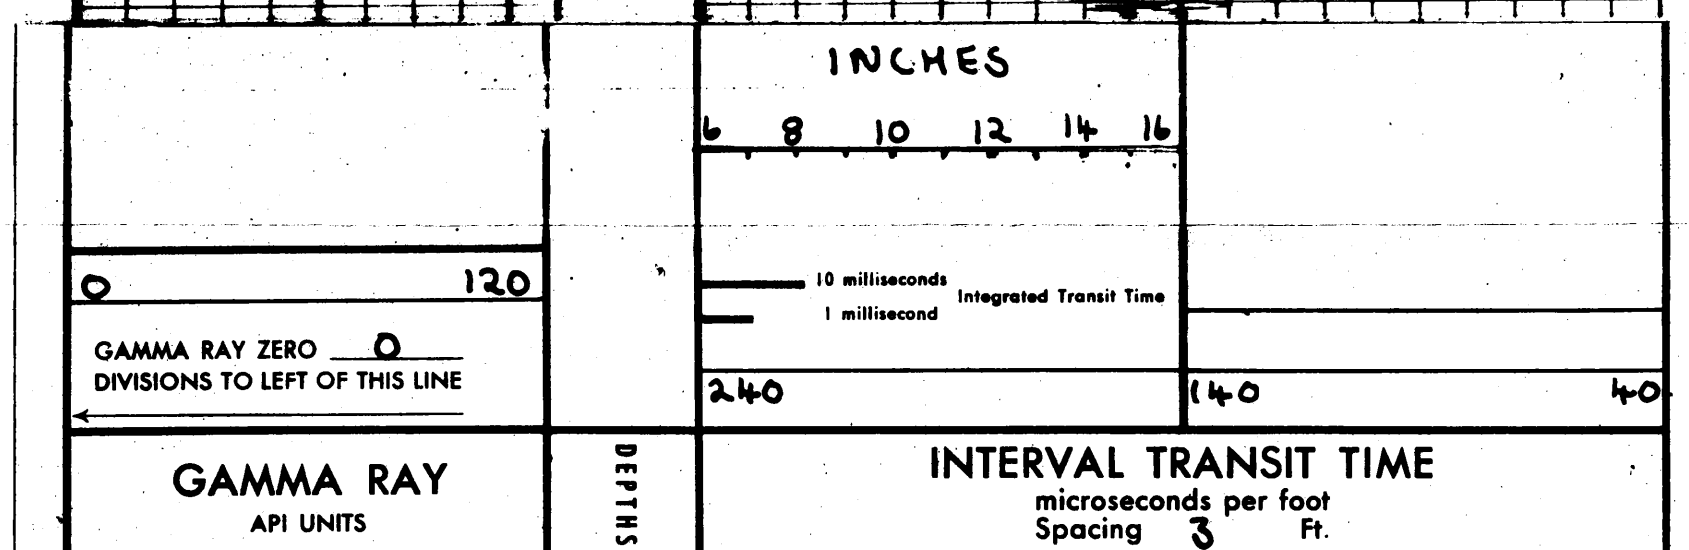 INCHES
6 8 10 12 14 16
0 120
10 milliseconds
Integrated Transit Time
1 millisecond
GAMMA RAY ZERO 0
DIVISIONS TO LEFT OF THIS LINE
240 140 40
GAMMA RAY
API UNITS
DEPTHS
INTERVAL TRANSIT TIME
microseconds per foot
Spacing 3 Ft.